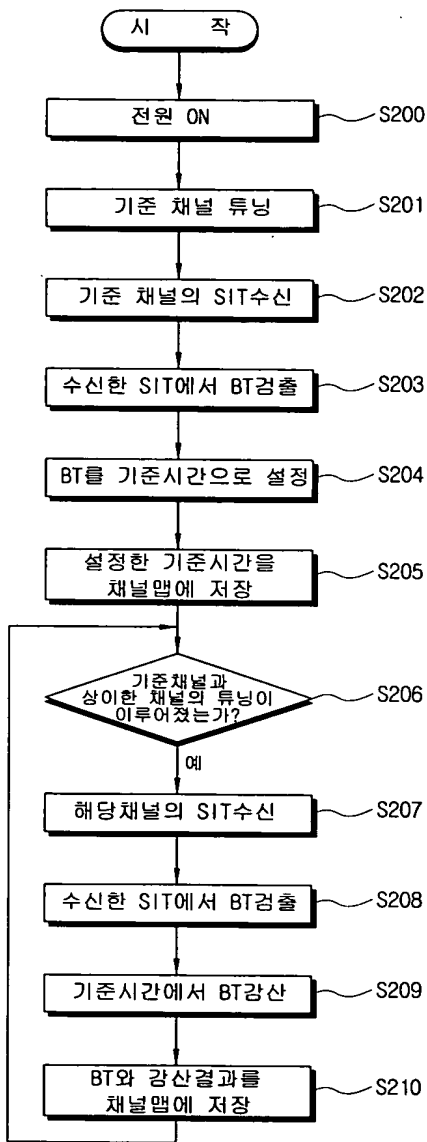 시 작
전원 ON
S200
기준 채널 튜닝
S201
기준 채널의 SIT수신
S202
수신한 SIT에서 BT검출
S203
BT를 기준시간으로 설정
S204
설정한 기준시간을
채널맵에 저장
S205
기준채널과
상이한 채널의 튜닝이
이루어졌는가?
S206
예
해당채널의 SIT수신
S207
수신한 SIT에서 BT검출
S208
기준시간에서 BT감산
S209
BT와 감산결과를
채널맵에 저장
S210